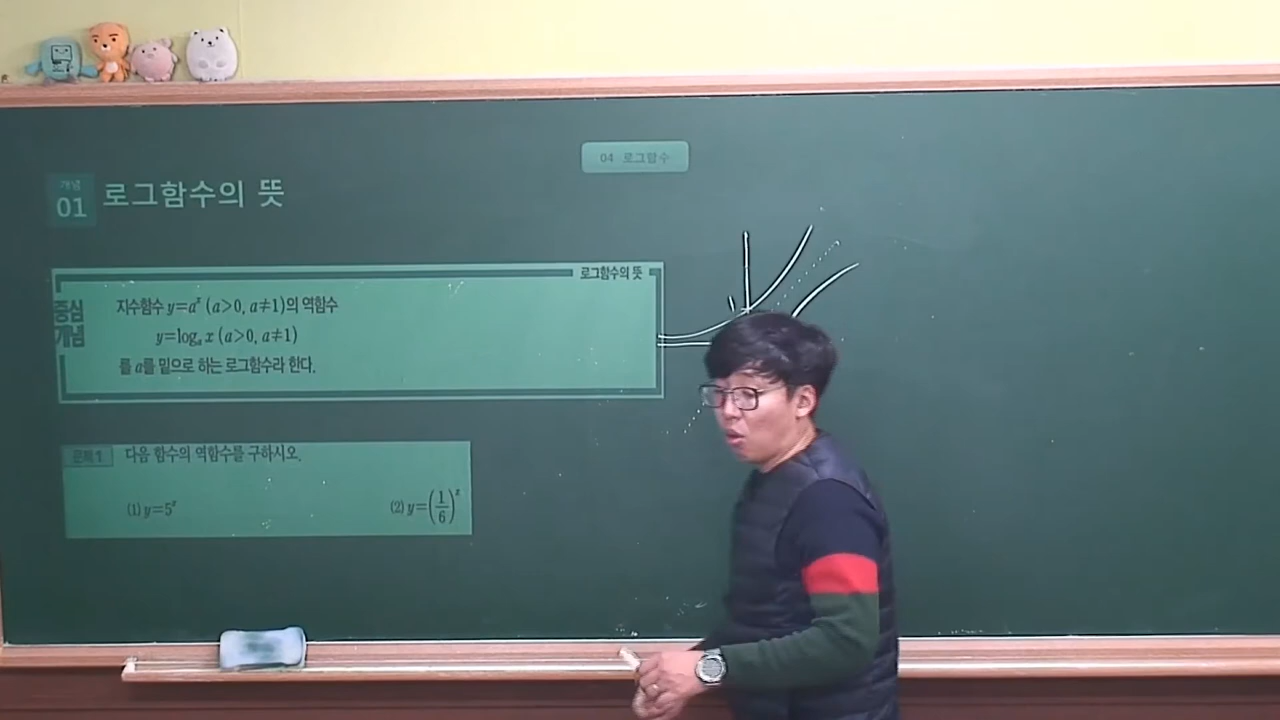 04 로그함수
개념
01 로그함수의 뜻
로그함수의 뜻
중심
개념
지수함수 y=aˣ (a>0, a≠1)의 역함수
y=logₐ x (a>0, a≠1)
를 a를 밑으로 하는 로그함수라 한다.
문제 1 다음 함수의 역함수를 구하시오.
(1) y=5ˣ (2) y=(1/6)ˣ